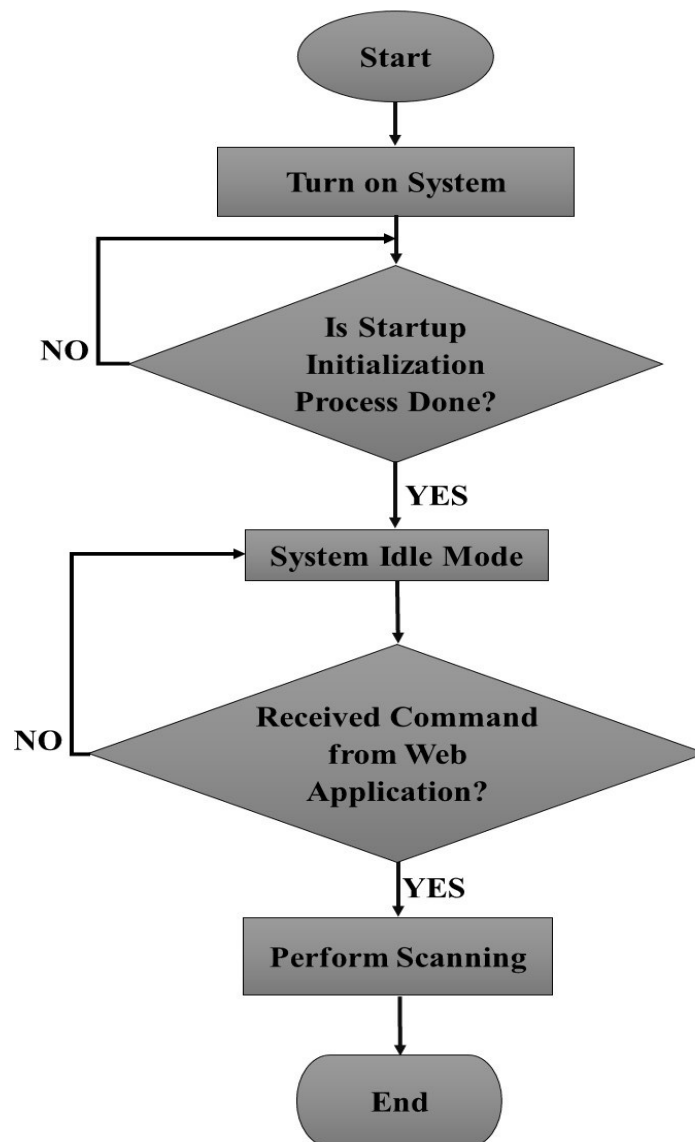 Start
Turn on System
Is Startup
Initialization
Process Done?
NO
YES
System Idle Mode
Received Command
from Web
Application?
NO
YES
Perform Scanning
End